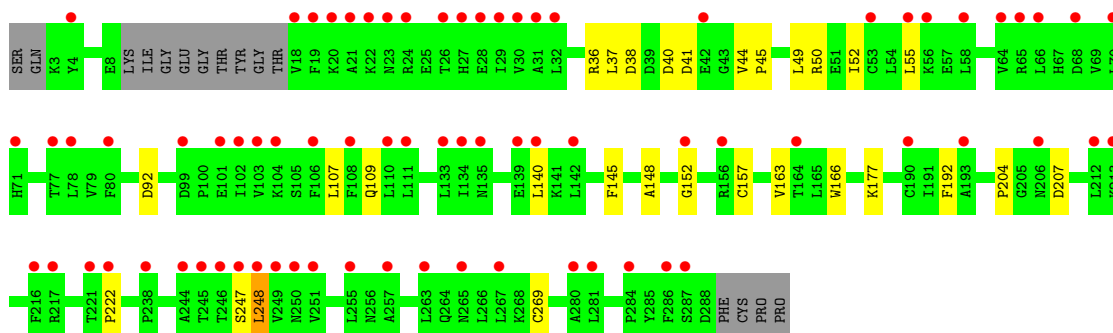 SER GLN K3 Y4 E8 LYS ILE GLY GLU GLY THR TYR GLY THR V18 F19 K20 A21 K22 N23 R24 E25 T26 H27 E28 I29 V30 A31 L32 R36 L37 D38 D39 D40 D41 E42 G43 V44 P45 L49 R50 E51 I52 C53 L54 L55 K56 E57 L58 V64 R65 L66 H67 D68 V69
H71 T77 L78 V79 F80 D92 D99 P100 E101 I102 V103 K104 S105 F106 L107 F108 Q109 L110 L111 L133 I134 N135 E139 L140 K141 L142 F145 A148 G152 R156 C157 V163 T164 L165 W166 K177 C190 I191 F192 A193 P204 G205 N206 D207 L212
F216 R217 T221 P222 P238 A244 T245 T246 S247 L248 V249 N250 V251 L255 N256 A257 L263 Q264 N265 L266 L267 K268 C269 A280 L281 P284 Y285 F286 S287 D288 PHE CYS PRO PRO